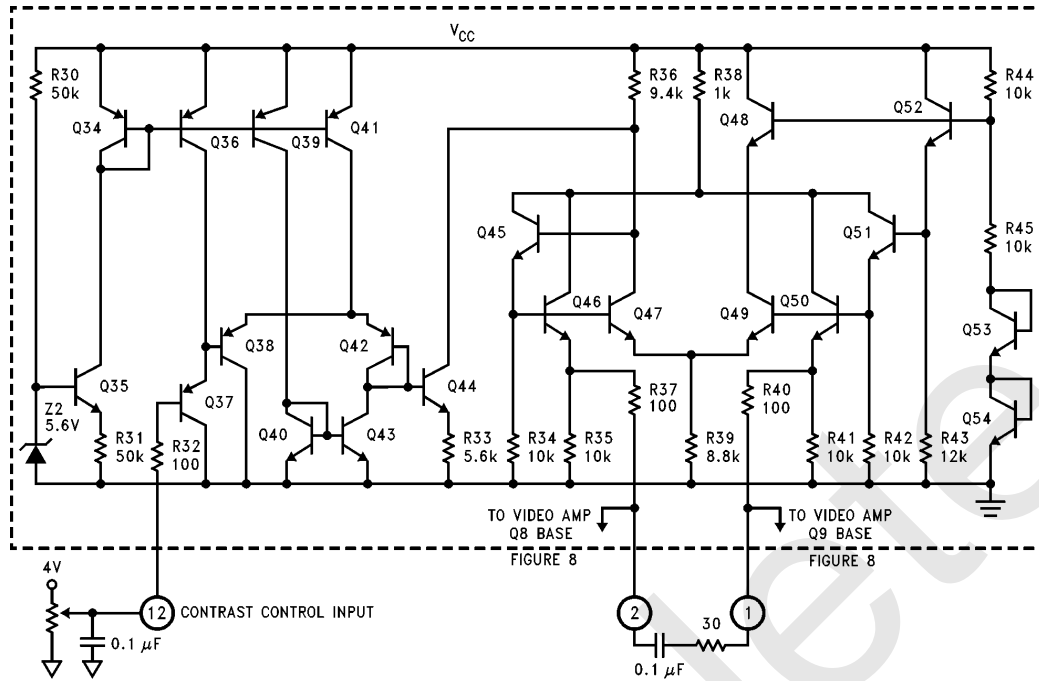 VCC
R30
50k
Q34
Q36
Q39
Q41
R36
9.4k
R38
1k
Q48
Q52
R44
10k
Q45
Q51
R45
10k
Q46
Q47
Q49
Q50
Q53
Q38
Q42
Q35
Q37
Q44
Z2
5.6V
R31
50k
R32
100
Q40
Q43
R33
5.6k
R34
10k
R35
10k
R37
100
R39
8.8k
R40
100
R41
10k
R42
10k
R43
12k
Q54
TO VIDEO AMP
Q8 BASE
FIGURE 8
TO VIDEO AMP
Q9 BASE
FIGURE 8
4V
12
CONTRAST CONTROL INPUT
0.1 μF
2
1
30
0.1 μF